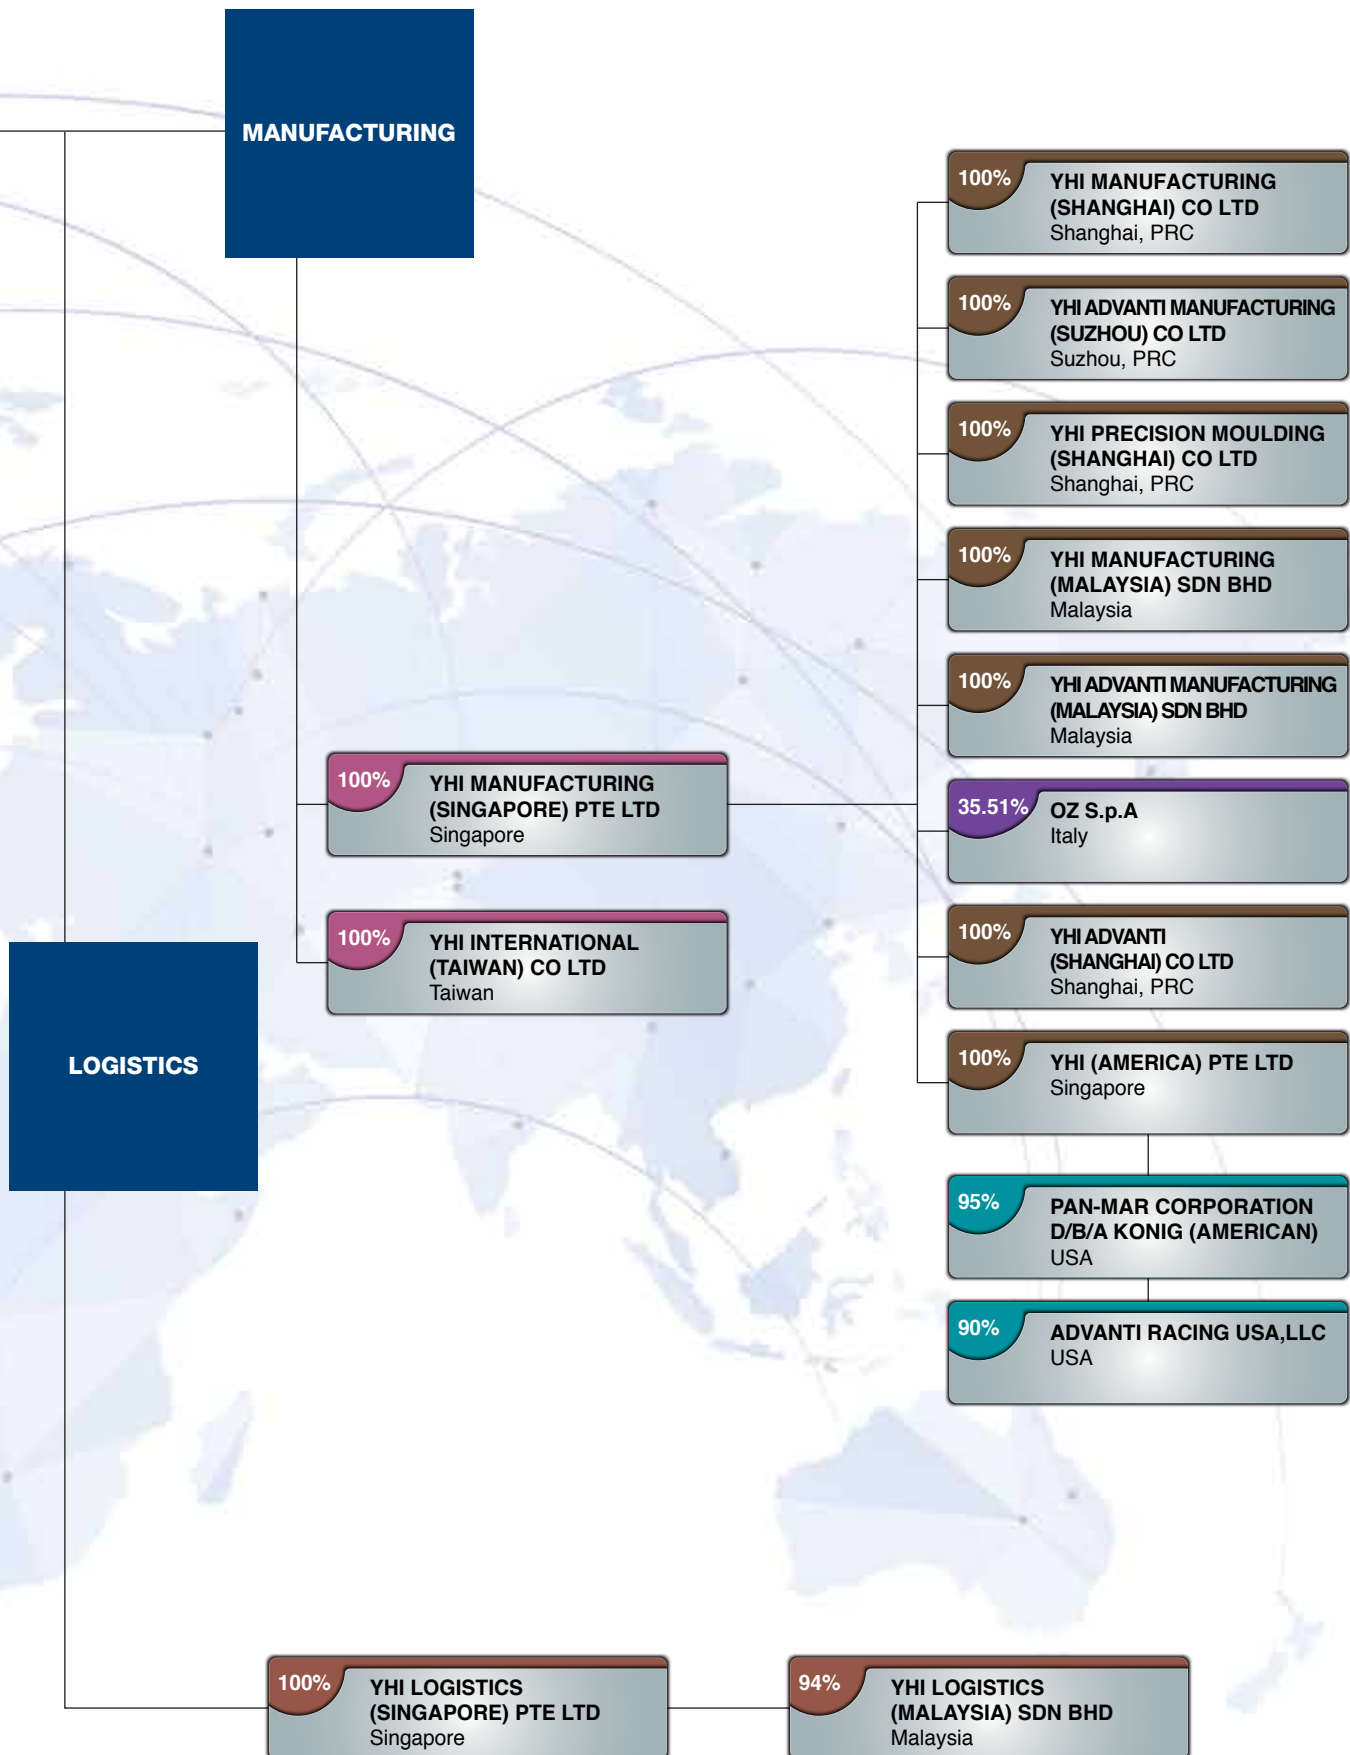 MANUFACTURING
100%
YHI MANUFACTURING
(SHANGHAI) CO LTD
Shanghai, PRC
100%
YHI ADVANTI MANUFACTURING
(SUZHOU) CO LTD
Suzhou, PRC
100%
YHI PRECISION MOULDING
(SHANGHAI) CO LTD
Shanghai, PRC
100%
YHI MANUFACTURING
(MALAYSIA) SDN BHD
Malaysia
100%
YHI ADVANTI MANUFACTURING
(MALAYSIA) SDN BHD
Malaysia
100%
YHI MANUFACTURING
(SINGAPORE) PTE LTD
Singapore
35.51%
OZ S.p.A
Italy
100%
YHI INTERNATIONAL
(TAIWAN) CO LTD
Taiwan
100%
YHI ADVANTI
(SHANGHAI) CO LTD
Shanghai, PRC
LOGISTICS
100%
YHI (AMERICA) PTE LTD
Singapore
95%
PAN-MAR CORPORATION
D/B/A KONIG (AMERICAN)
USA
90%
ADVANTI RACING USA,LLC
USA
100%
YHI LOGISTICS
(SINGAPORE) PTE LTD
Singapore
94%
YHI LOGISTICS
(MALAYSIA) SDN BHD
Malaysia